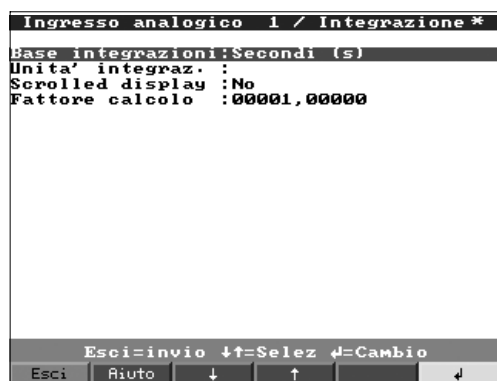 Ingresso analogico 1 / Integrazione *
Base integrazioni:Secondi (s)
Unita' integraz. :
Scrolled display :No
Fattore calcolo :00001,00000
Esci=invio ↓↑=Selez ↲=Cambio
Esci Aiuto ↓ ↑ ↲